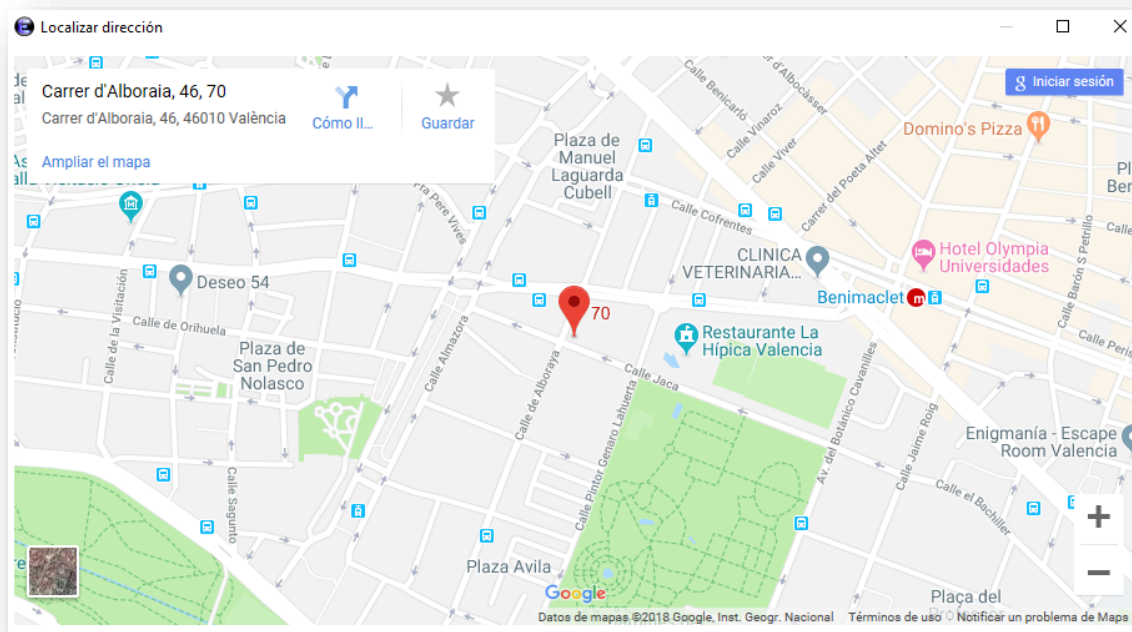 Localizar dirección
Carrer d'Alboraia, 46, 70
Carrer d'Alboraia, 46, 46010 València
Cómo ll...
Guardar
Ampliar el mapa
g Iniciar sesión
Calle Benicarló
Calle d'Albocàsser
Calle Vinaroz
Calle Viver
Domino's Pizza
Carrer del Poeta Altet
Plaza de
Manuel
Laguarda
Cubell
Fra Pere Vives
Calle Cofrentes
CLINICA
VETERINARIA...
Hotel Olympia
Universidades
Calle Barón S Petrillo
Benimaclet
m
Deseo 54
Calle de la Visitación
Calle de Orihuela
Plaza de
San Pedro
Nolasco
Calle Almazora
70
Restaurante La
Hípica Valencia
Calle Peris
Calle de Alboraya
Calle Jaca
Calle Pintor Genaro Lahuerta
Av. del Botánico Cavanilles
Calle Jaime Roig
Enigmanía - Escape
Room Valencia
Calle el Bachiller
Calle Sagunto
Plaza Avila
+
−
Google
Plaça del
Datos de mapas ©2018 Google, Inst. Geogr. Nacional
Términos de uso
Notificar un problema de Maps